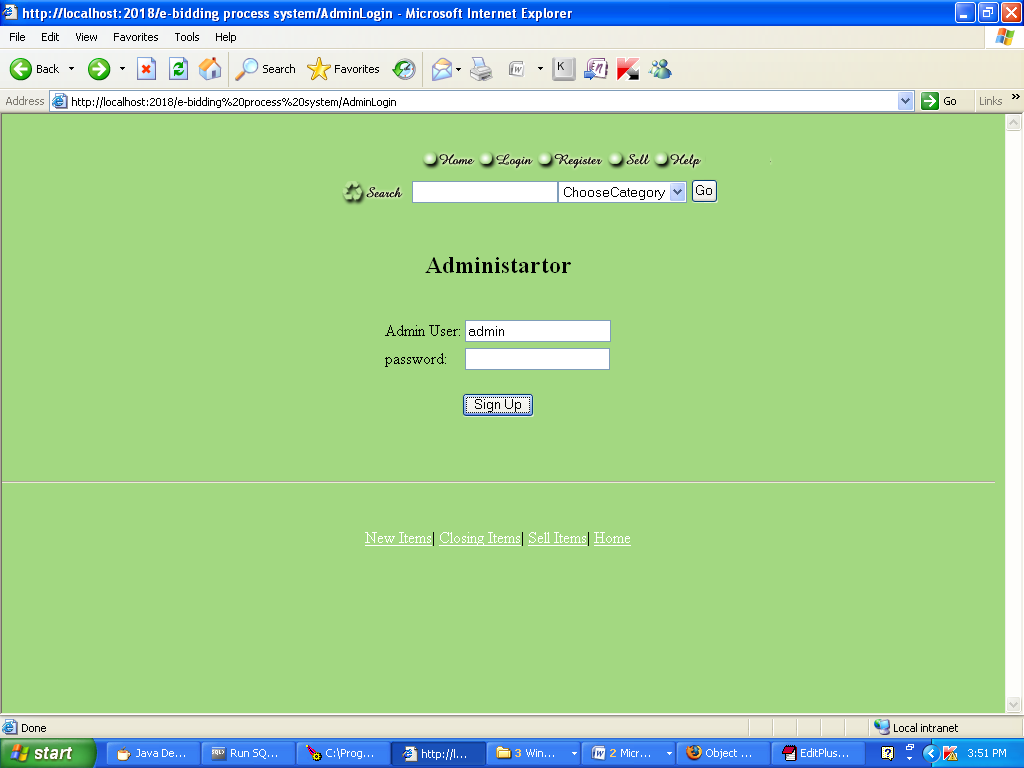 http://localhost:2018/e-bidding process system/AdminLogin - Microsoft Internet Explorer
File Edit View Favorites Tools Help
Back Search Favorites
Address http://localhost:2018/e-bidding%20process%20system/AdminLogin Go Links »
Home Login Register Sell Help
Search ChooseCategory Go
Administartor
Admin User: admin
password:
Sign Up
New Items| Closing Items| Sell Items| Home
Done Local intranet
start Java De... Run SQ... C:\Prog... http://l... 3 Win... 2 Micr... Object ... EditPlus... 3:51 PM